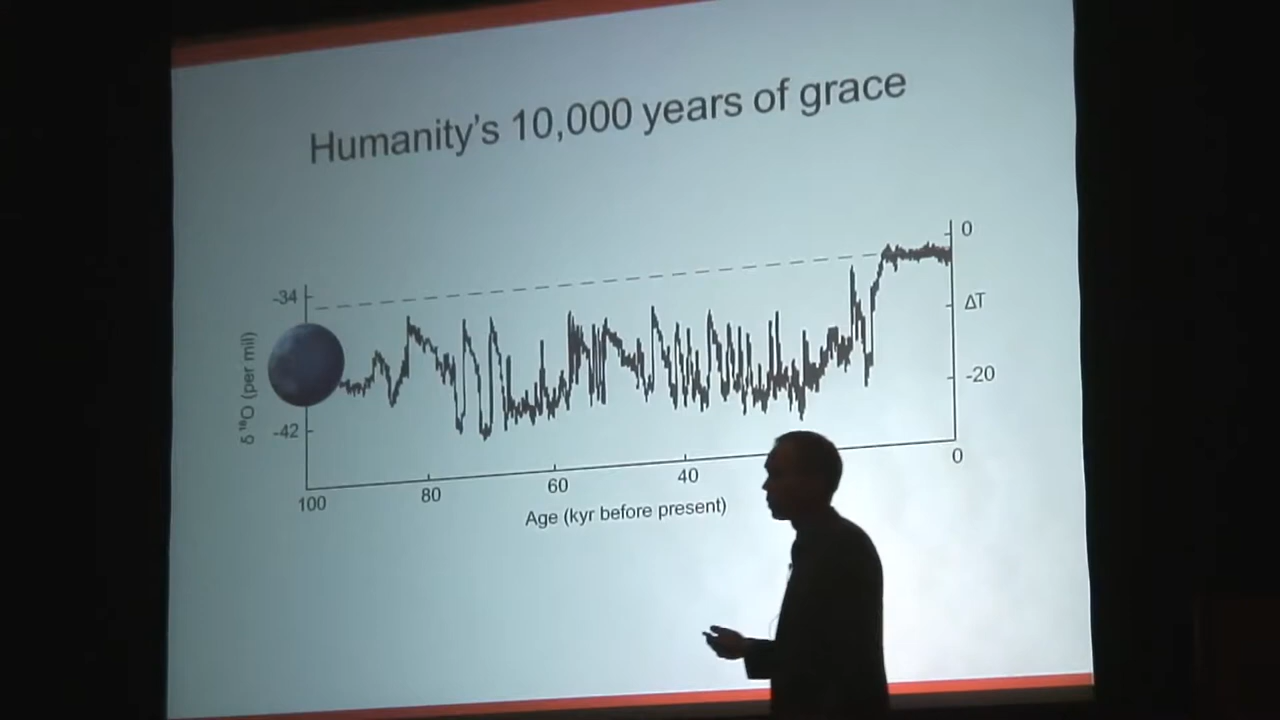 Humanity's 10,000 years of grace
0
-34
ΔT
-20
δ ¹⁸O (per mil)
-42
0
40
60
80
100
Age (kyr before present)